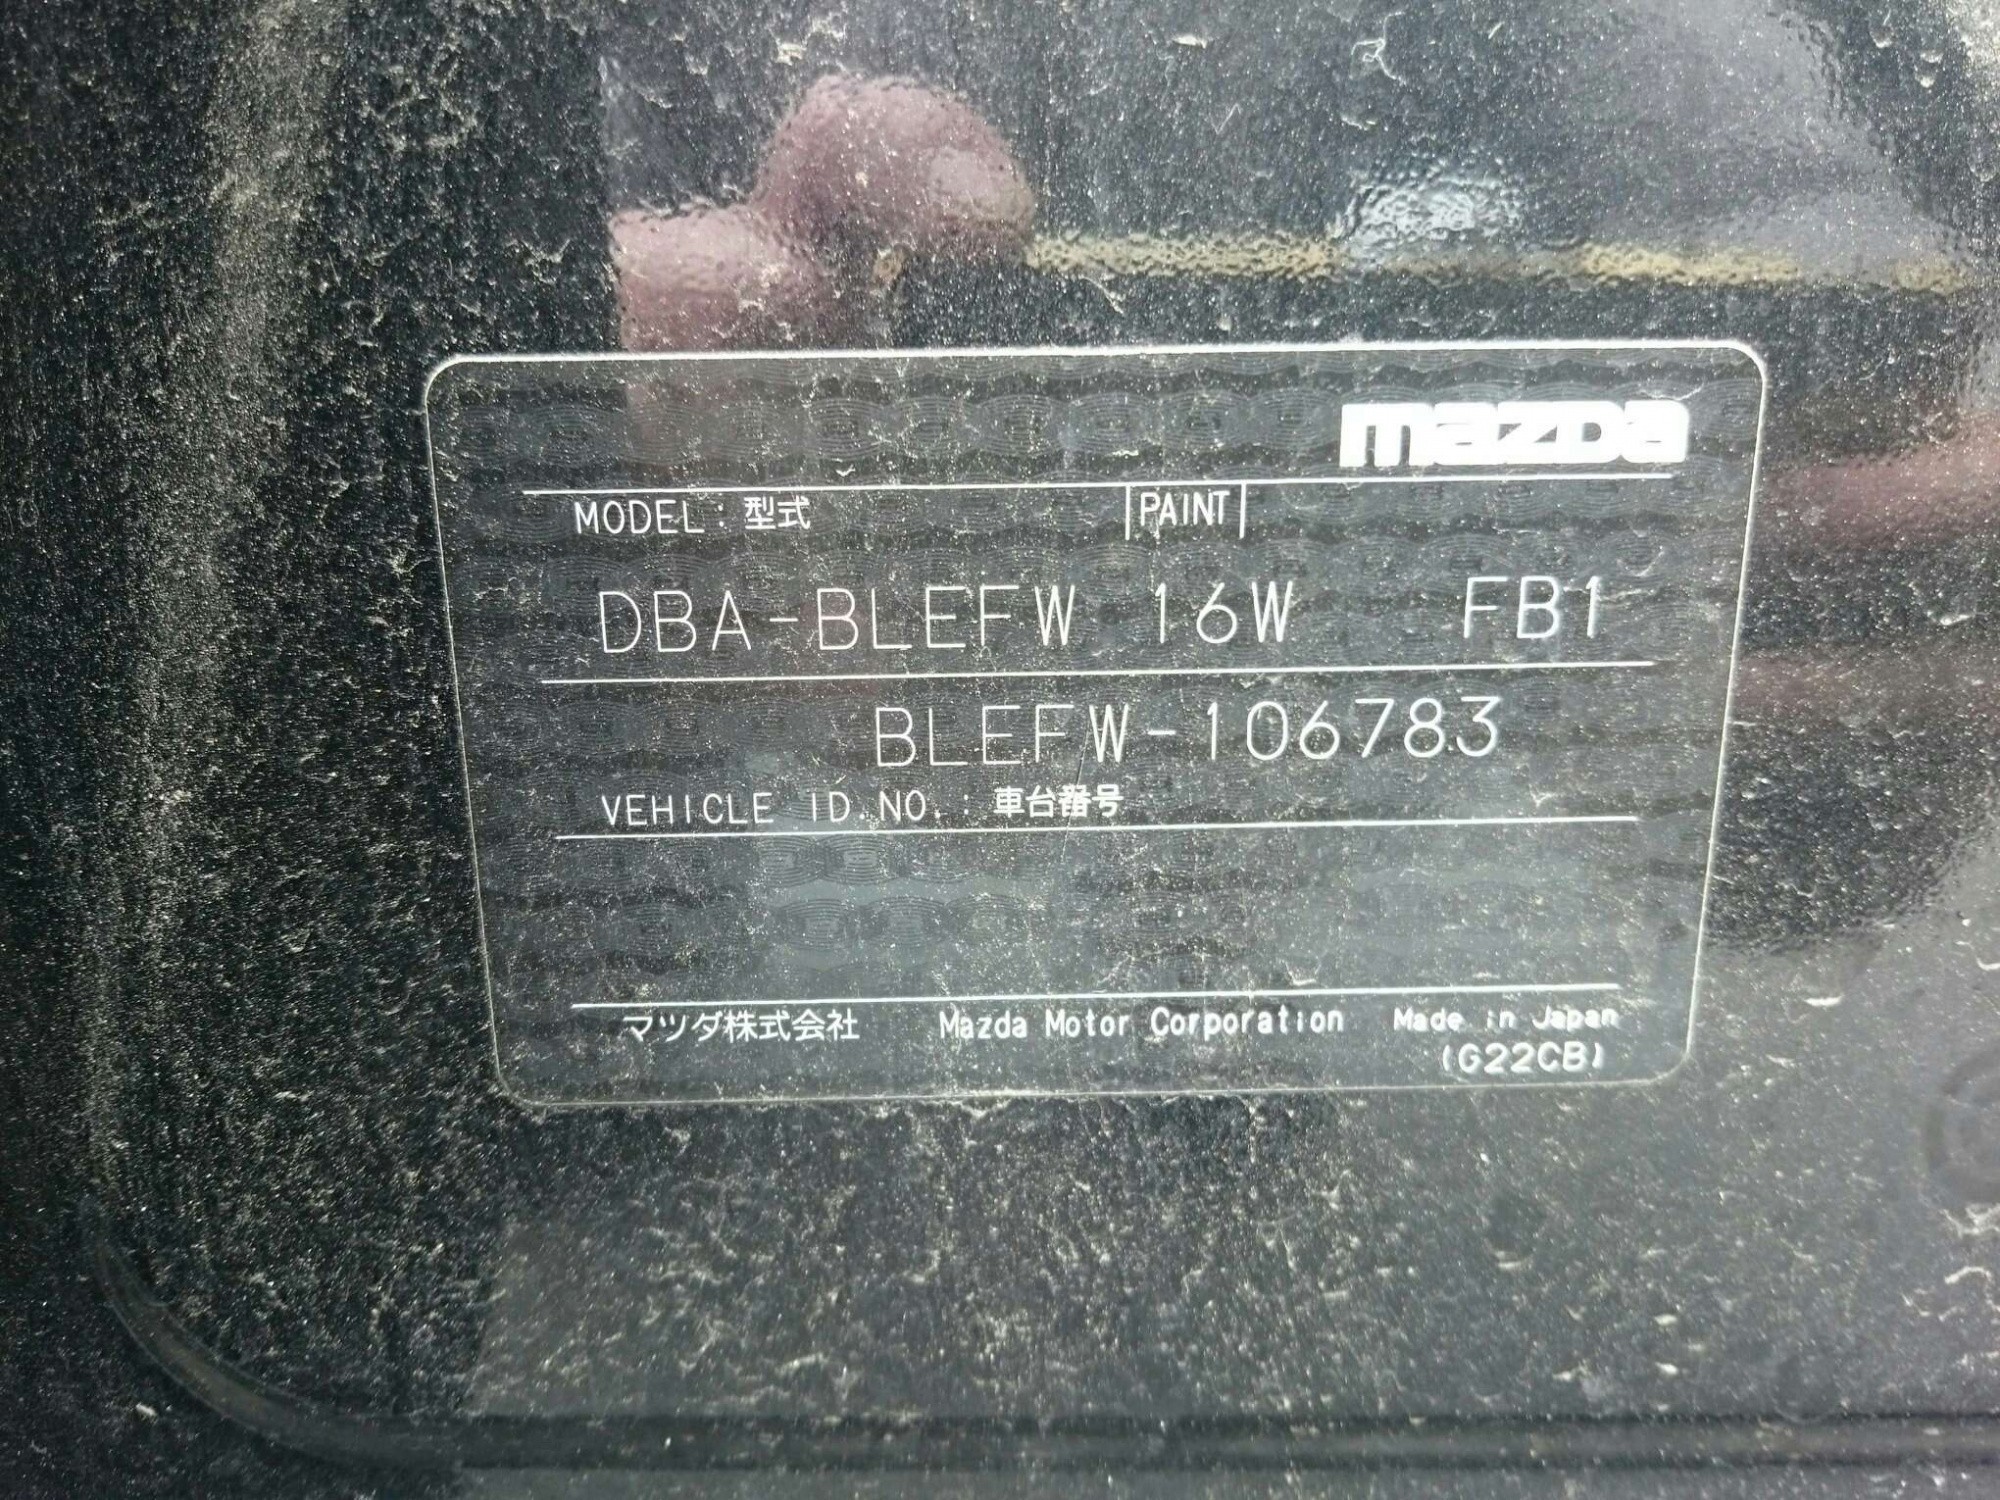 mazda
MODEL: 型式 PAINT
DBA-BLEFW 16W FB1
BLEFW-106783
VEHICLE ID.NO.: 車台番号
マツダ株式会社 Mazda Motor Corporation Made in Japan
(G22CB)